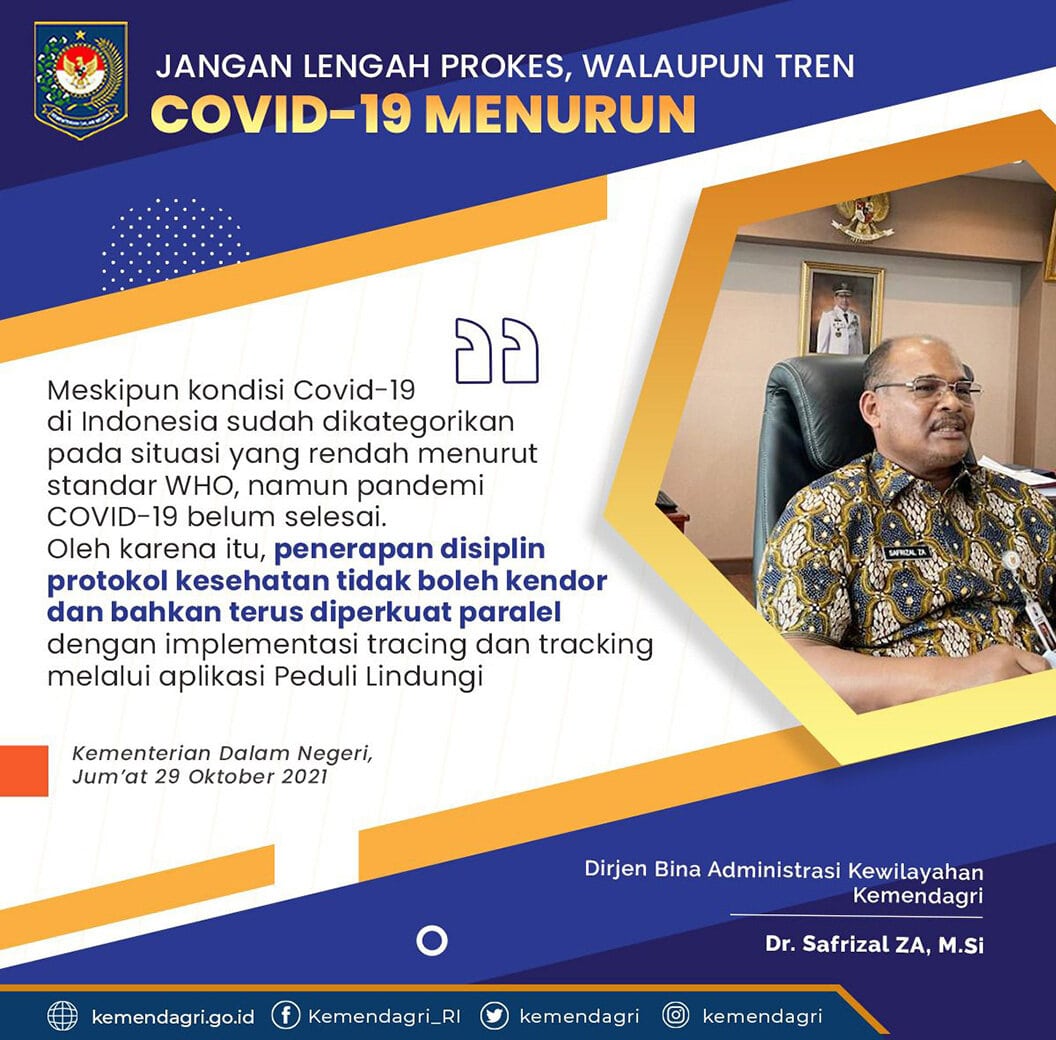 JANGAN LENGAH PROKES, WALAUPUN TREN
COVID-19 MENURUN
Meskipun kondisi Covid-19
di Indonesia sudah dikategorikan
pada situasi yang rendah menurut
standar WHO, namun pandemi
COVID-19 belum selesai.
Oleh karena itu, penerapan disiplin
protokol kesehatan tidak boleh kendor
dan bahkan terus diperkuat paralel
dengan implementasi tracing dan tracking
melalui aplikasi Peduli Lindungi
Kementerian Dalam Negeri,
Jum'at 29 Oktober 2021
SAFRIZAL ZA
Dirjen Bina Administrasi Kewilayahan
Kemendagri
Dr. Safrizal ZA, M.Si
kemendagri.go.id Kemendagri_RI kemendagri kemendagri